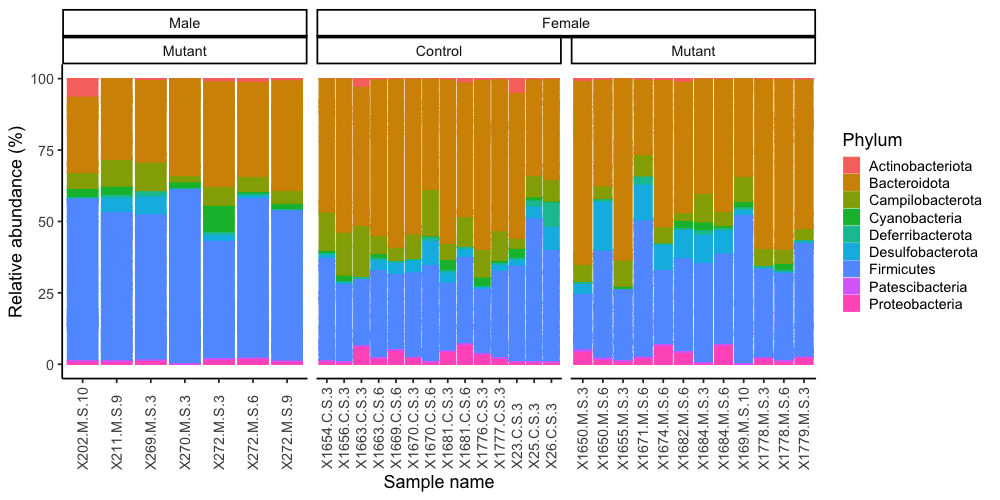 Male
Female
Mutant
Control
Mutant
Relative abundance (%)
100
75
50
25
0
X202.M.S.10
X211.M.S.9
X269.M.S.3
X270.M.S.3
X272.M.S.3
X272.M.S.6
X272.M.S.9
X1654.C.S.3
X1656.C.S.3
X1663.C.S.3
X1663.C.S.6
X1669.C.S.6
X1670.C.S.3
X1670.C.S.6
X1681.C.S.3
X1681.C.S.6
X1776.C.S.3
X1777.C.S.3
X23.C.S.3
X25.C.S.3
X26.C.S.3
X1650.M.S.3
X1650.M.S.6
X1655.M.S.3
X1671.M.S.6
X1674.M.S.6
X1682.M.S.6
X1684.M.S.3
X1684.M.S.6
X169.M.S.10
X1778.M.S.3
X1778.M.S.6
X1779.M.S.3
Sample name
Phylum
Actinobacteriota
Bacteroidota
Campilobacterota
Cyanobacteria
Deferribacterota
Desulfobacterota
Firmicutes
Patescibacteria
Proteobacteria